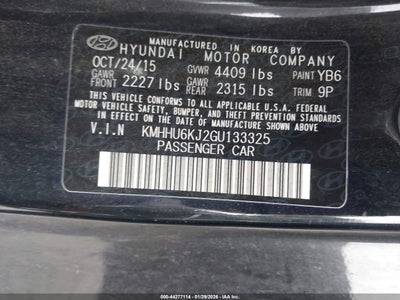 MANUFACTURED IN KOREA BY
HYUNDAI MOTOR COMPANY
OCT/24/15 GVWR 4409 lbs PAINT YB6
GAWR FRONT 2227 lbs GAWR REAR 2315 lbs TRIM 9P
THIS VEHICLE CONFORMS TO ALL APPLICABLE U.S.A. FEDERAL
MOTOR VEHICLE SAFETY, BUMPER, AND THEFT PREVENTION
STANDARDS IN EFFECT ON THE DATE OF MANUFACTURE SHOWN ABOVE.
V.I.N KMHHU6KJ2GU133325
PASSENGER CAR
000-44277114 - 01/29/2026 - IAA Inc.